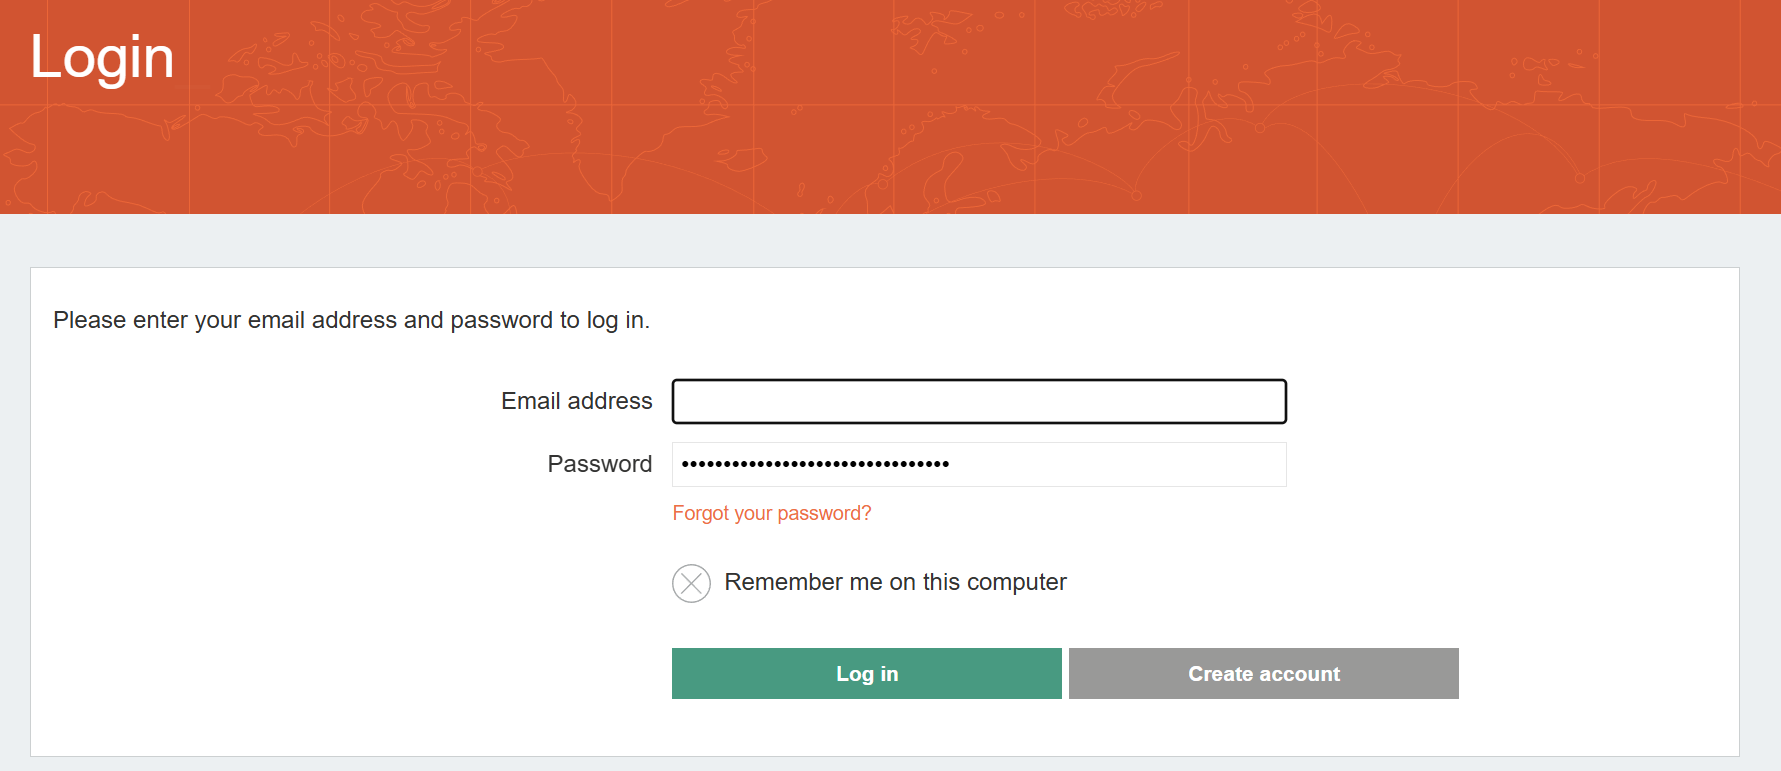 Login
Please enter your email address and password to log in.
Email address
Password ••••••••••••••••••••••••••••••••
Forgot your password?
Remember me on this computer
Log in
Create account